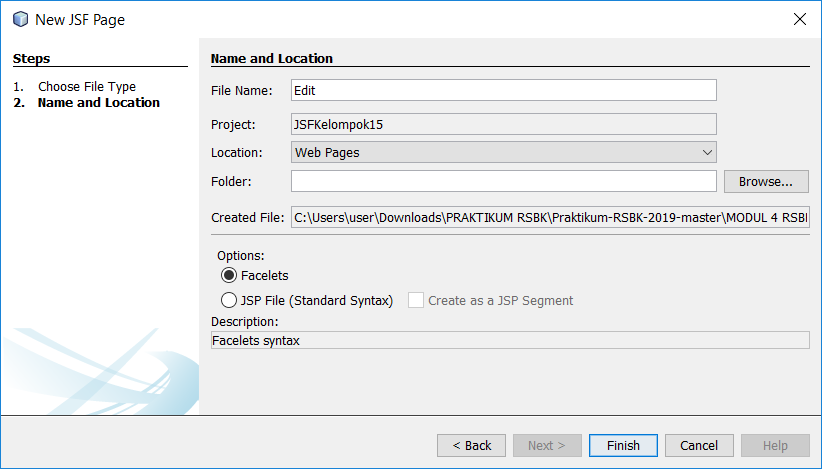 New JSF Page
Steps
1. Choose File Type
2. Name and Location
Name and Location
File Name: Edit
Project: JSFKelompok15
Location: Web Pages
Folder: Browse...
Created File: C:\Users\user\Downloads\PRAKTIKUM RSBK\Praktikum-RSBK-2019-master\MODUL 4 RSB
Options:
Facelets
JSP File (Standard Syntax) Create as a JSP Segment
Description:
Facelets syntax
< Back Next > Finish Cancel Help